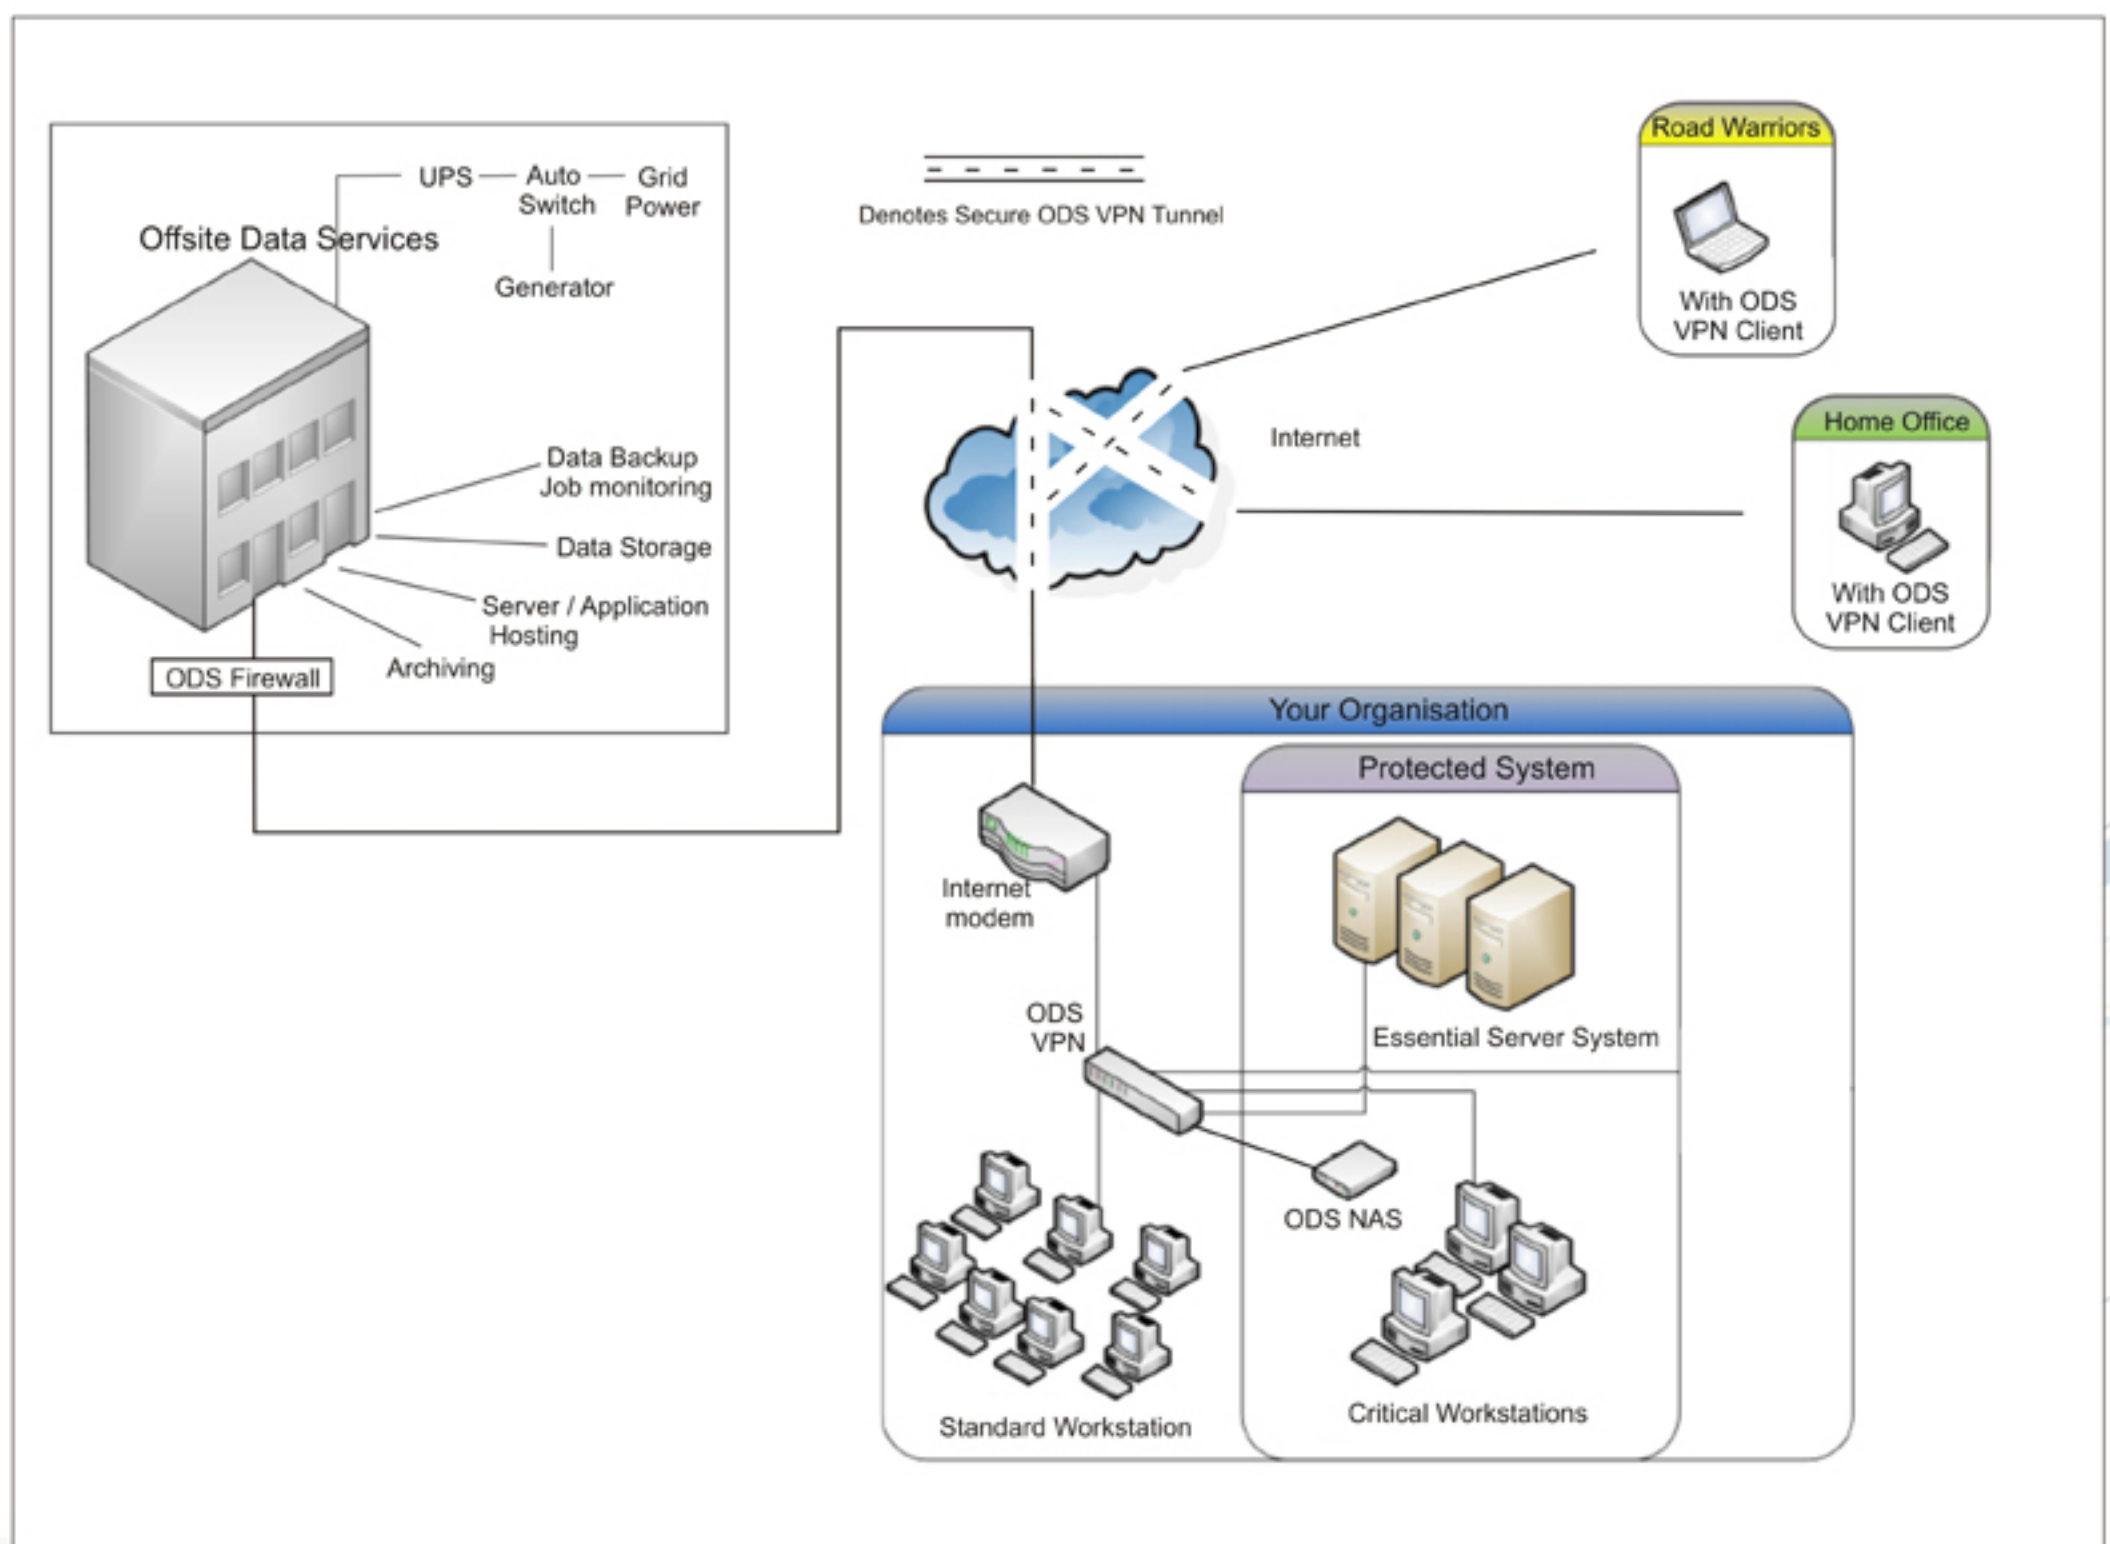 UPS
Auto
Switch
Grid
Power
Generator
Offsite Data Services
Data Backup
Job monitoring
Data Storage
Server / Application
Hosting
Archiving
ODS Firewall
Denotes Secure ODS VPN Tunnel
Internet
Road Warriors
With ODS
VPN Client
Home Office
With ODS
VPN Client
Your Organisation
Protected System
Internet
modem
ODS
VPN
Essential Server System
ODS NAS
Standard Workstation
Critical Workstations